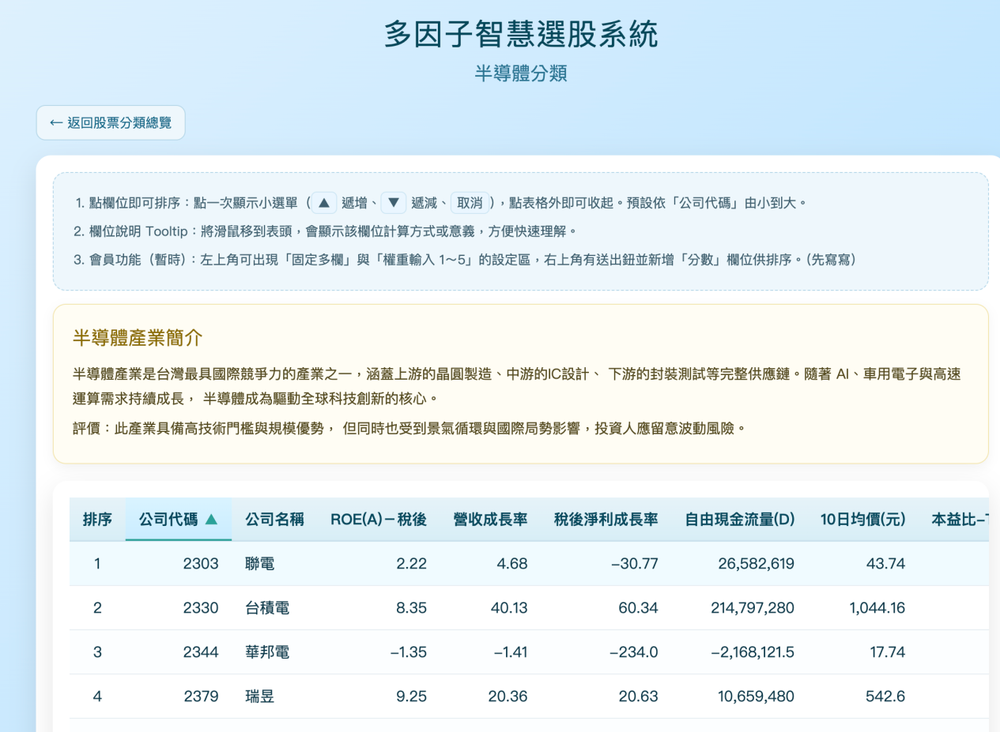 多因子智慧選股系統
半導體分類
← 返回股票分類總覽
1. 點欄位即可排序：點一次顯示小選單（ ▲ 遞增、 ▼ 遞減、 取消 ），點表格外即可收起。預設依「公司代碼」由小到大。
2. 欄位說明 Tooltip：將滑鼠移到表頭，會顯示該欄位計算方式或意義，方便快速理解。
3. 會員功能（暫時）：左上角可出現「固定多欄」與「權重輸入 1～5」的設定區，右上角有送出鈕並新增「分數」欄位供排序。（先寫寫）
半導體產業簡介
半導體產業是台灣最具國際競爭力的產業之一，涵蓋上游的晶圓製造、中游的IC設計、 下游的封裝測試等完整供應鏈。隨著 AI、車用電子與高速
運算需求持續成長， 半導體成為驅動全球科技創新的核心。
評價：此產業具備高技術門檻與規模優勢， 但同時也受到景氣循環與國際局勢影響，投資人應留意波動風險。
排序 公司代碼 ▲ 公司名稱 ROE(A)－稅後 營收成長率 稅後淨利成長率 自由現金流量(D) 10日均價(元) 本益比-
1 2303 聯電 2.22 4.68 -30.77 26,582,619 43.74
2 2330 台積電 8.35 40.13 60.34 214,797,280 1,044.16
3 2344 華邦電 -1.35 -1.41 -234.0 -2,168,121.5 17.74
4 2379 瑞昱 9.25 20.36 20.63 10,659,480 542.6